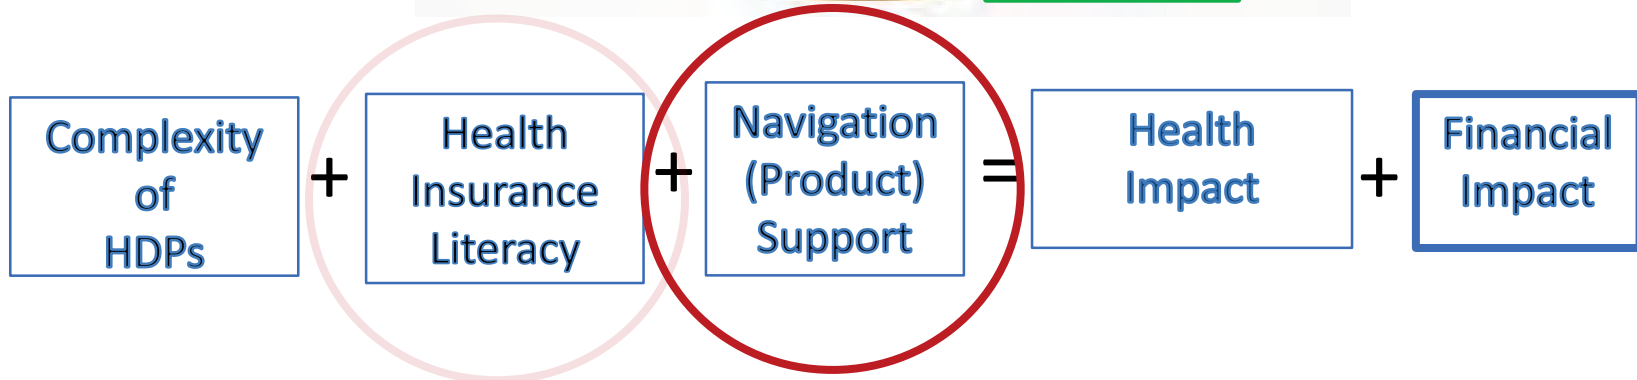 Complexity
of
HDPs
+
Health
Insurance
Literacy
+
Navigation
(Product)
Support
=
Health
Impact
+
Financial
Impact